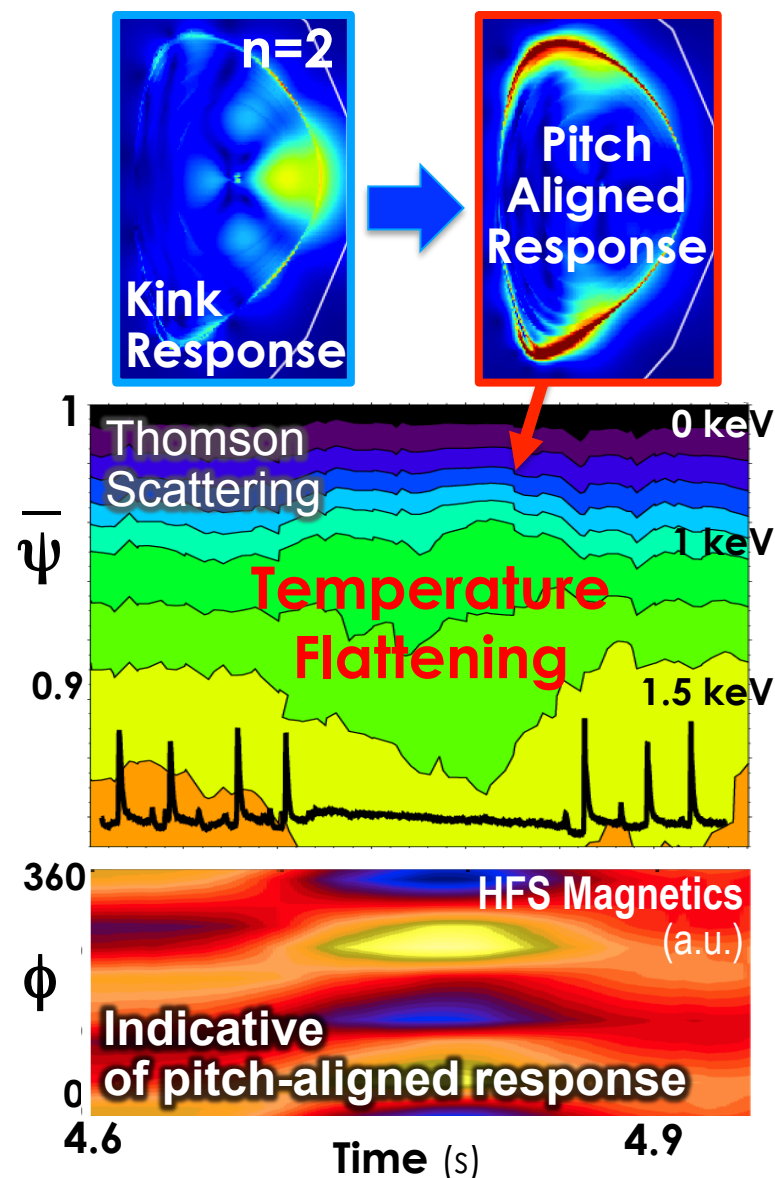 n=2
Kink
Response
Pitch
Aligned
Response
1
Thomson
Scattering
0 keV
ψ̅
1 keV
Temperature
Flattening
0.9
1.5 keV
360
HFS Magnetics
(a.u.)
ϕ
Indicative
of pitch-aligned response
0
4.6
Time (s)
4.9